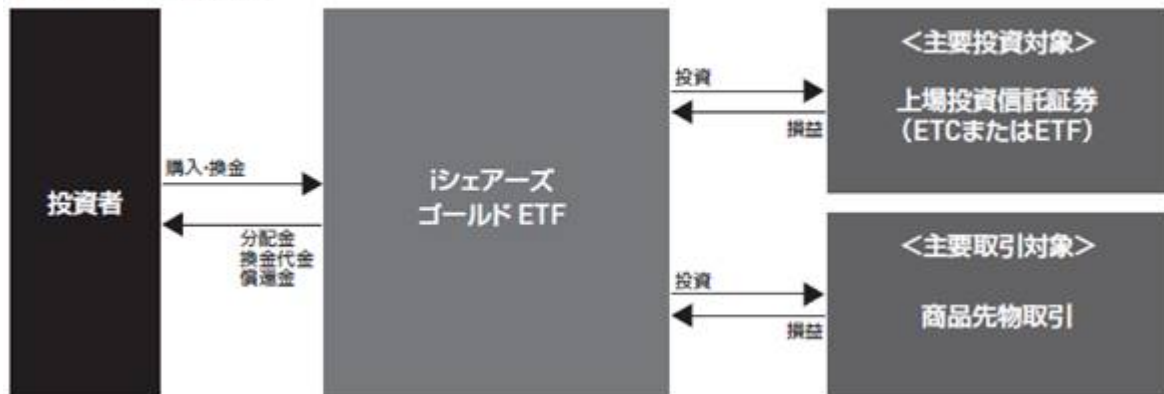 投資者
購入・換金
分配金
換金代金
償還金
iシェアーズ
ゴールド ETF
投資
損益
＜主要投資対象＞
上場投資信託証券
（ETCまたはETF）
投資
損益
＜主要取引対象＞
商品先物取引